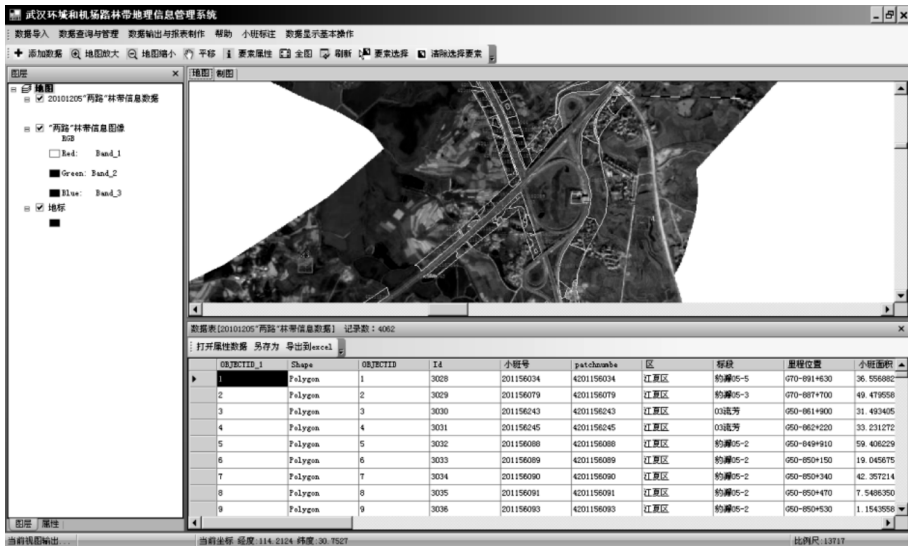 武汉环城和机场路林带地理信息管理系统
数据导入 数据查询与管理 数据输出与报表制作 帮助 小班标注 数据显示基本操作
添加数据 地图放大 地图缩小 平移 要素属性 全图 刷新 要素选择 清除选择要素
图层
地图 制图
地图
20101205"两路"林带信息数据
"两路"林带信息图像
RGB
Red: Band_1
Green: Band_2
Blue: Band_3
地标
数据表[20101205"两路"林带信息数据] 记录数:4062
打开属性数据 另存为 导出到excel
OBJECTID_1 Shape OBJECTID Id 小班号 patchnumbe 区 标段 里程位置 小班面积
1 Polygon 1 3028 201156034 4201156034 江夏区 豹澥05-5 G70-891+630 36.556882
2 Polygon 2 3029 201156079 4201156079 江夏区 豹澥05-3 G70-887+700 49.479558
3 Polygon 3 3030 201156243 4201156243 江夏区 03流芳 G50-861+900 31.493405
4 Polygon 4 3031 201156245 4201156245 江夏区 03流芳 G50-862+220 33.231272
5 Polygon 5 3032 201156088 4201156088 江夏区 豹澥05-2 G50-849+910 59.406229
6 Polygon 6 3033 201156089 4201156089 江夏区 豹澥05-2 G50-850+150 19.045675
7 Polygon 7 3034 201156090 4201156090 江夏区 豹澥05-2 G50-850+340 42.357214
8 Polygon 8 3035 201156091 4201156091 江夏区 豹澥05-2 G50-850+470 7.5486350
9 Polygon 9 3036 201156093 4201156093 江夏区 豹澥05-2 G50-850+530 1.1543558
图层 属性
当前视图输出... 当前坐标 经度:114.2124 纬度:30.7527 比例尺:13717